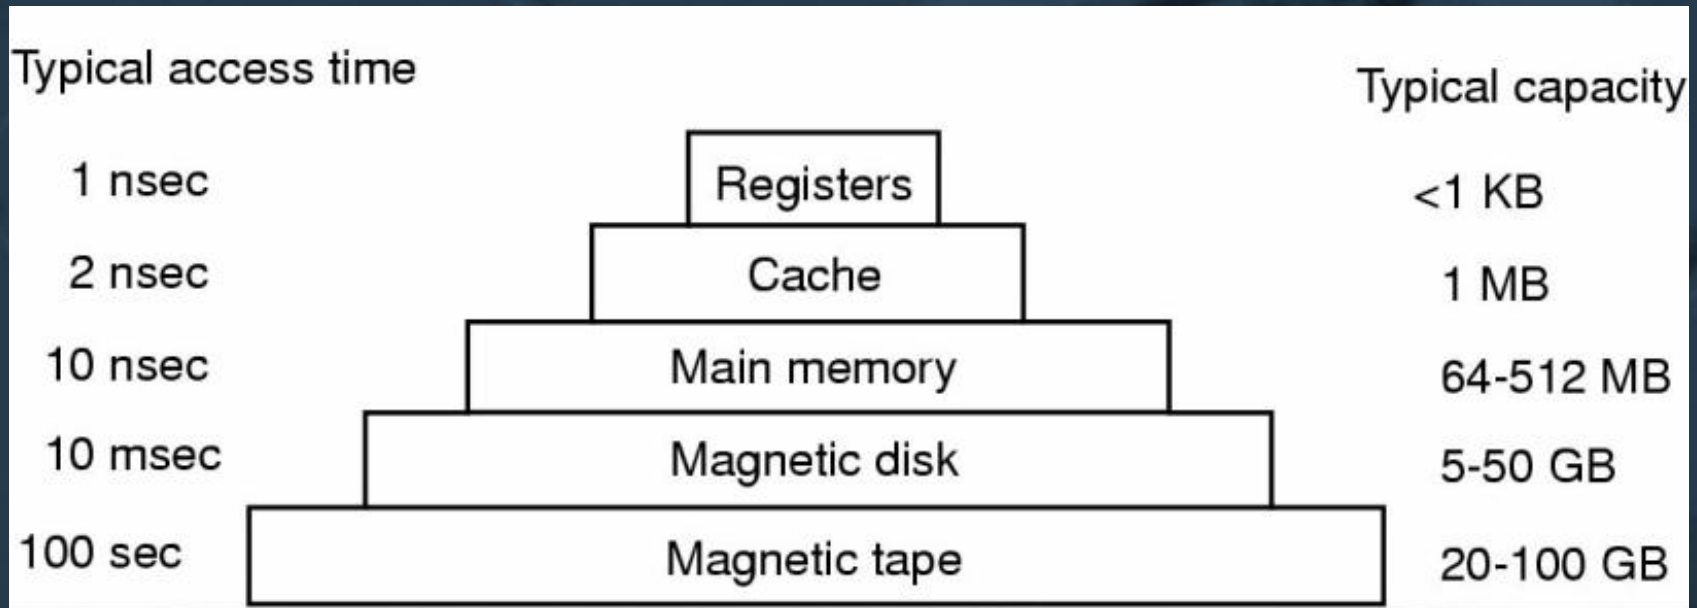 Typical access time
Typical capacity
1 nsec
Registers
<1 KB
2 nsec
Cache
1 MB
10 nsec
Main memory
64-512 MB
10 msec
Magnetic disk
5-50 GB
100 sec
Magnetic tape
20-100 GB